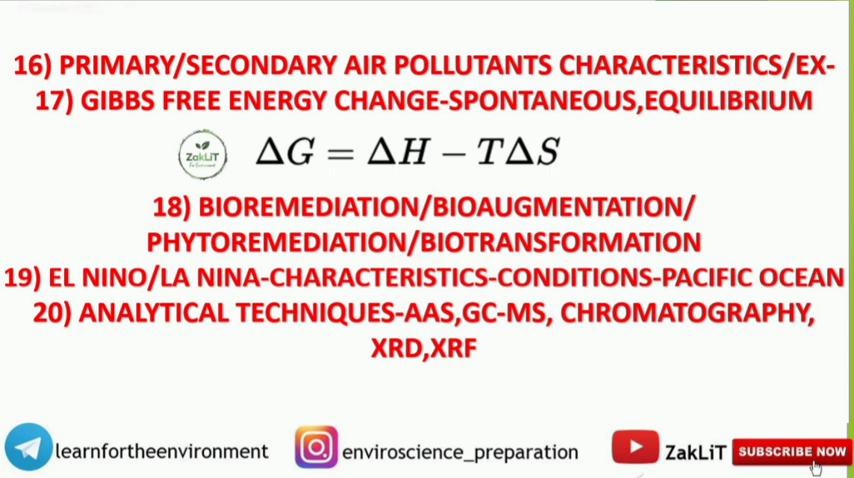 16) PRIMARY/SECONDARY AIR POLLUTANTS CHARACTERISTICS/EX-
17) GIBBS FREE ENERGY CHANGE-SPONTANEOUS,EQUILIBRIUM
ZakLiT
ΔG = ΔH − TΔS
18) BIOREMEDIATION/BIOAUGMENTATION/
PHYTOREMEDIATION/BIOTRANSFORMATION
19) EL NINO/LA NINA-CHARACTERISTICS-CONDITIONS-PACIFIC OCEAN
20) ANALYTICAL TECHNIQUES-AAS,GC-MS, CHROMATOGRAPHY,
XRD,XRF
learnfortheenvironment enviroscience_preparation ZakLiT SUBSCRIBE NOW